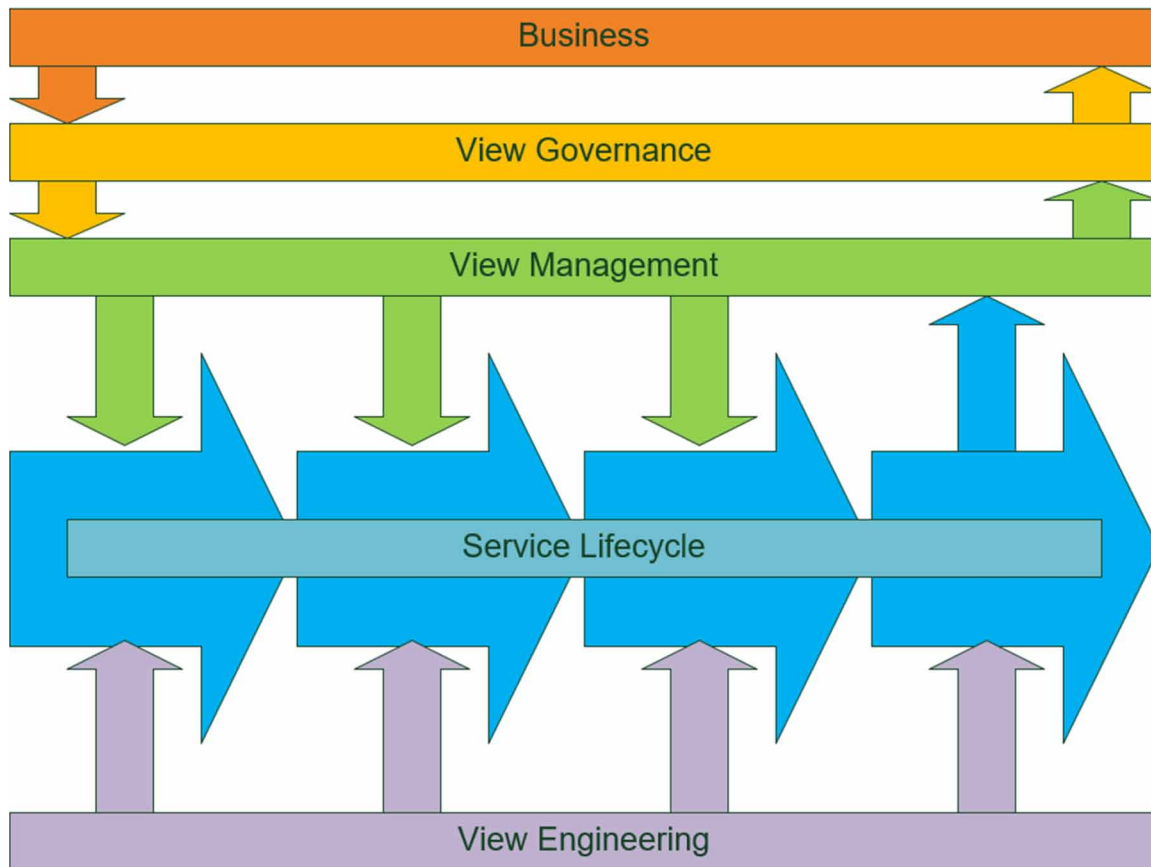 Business
View Governance
View Management
Service Lifecycle
View Engineering